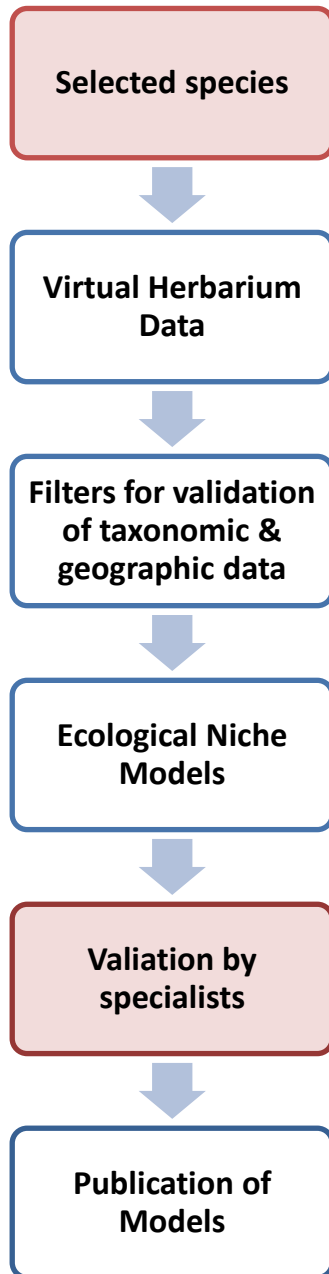 Selected species
Virtual Herbarium
Data
Filters for validation
of taxonomic &
geographic data
Ecological Niche
Models
Valiation by
specialists
Publication of
Models